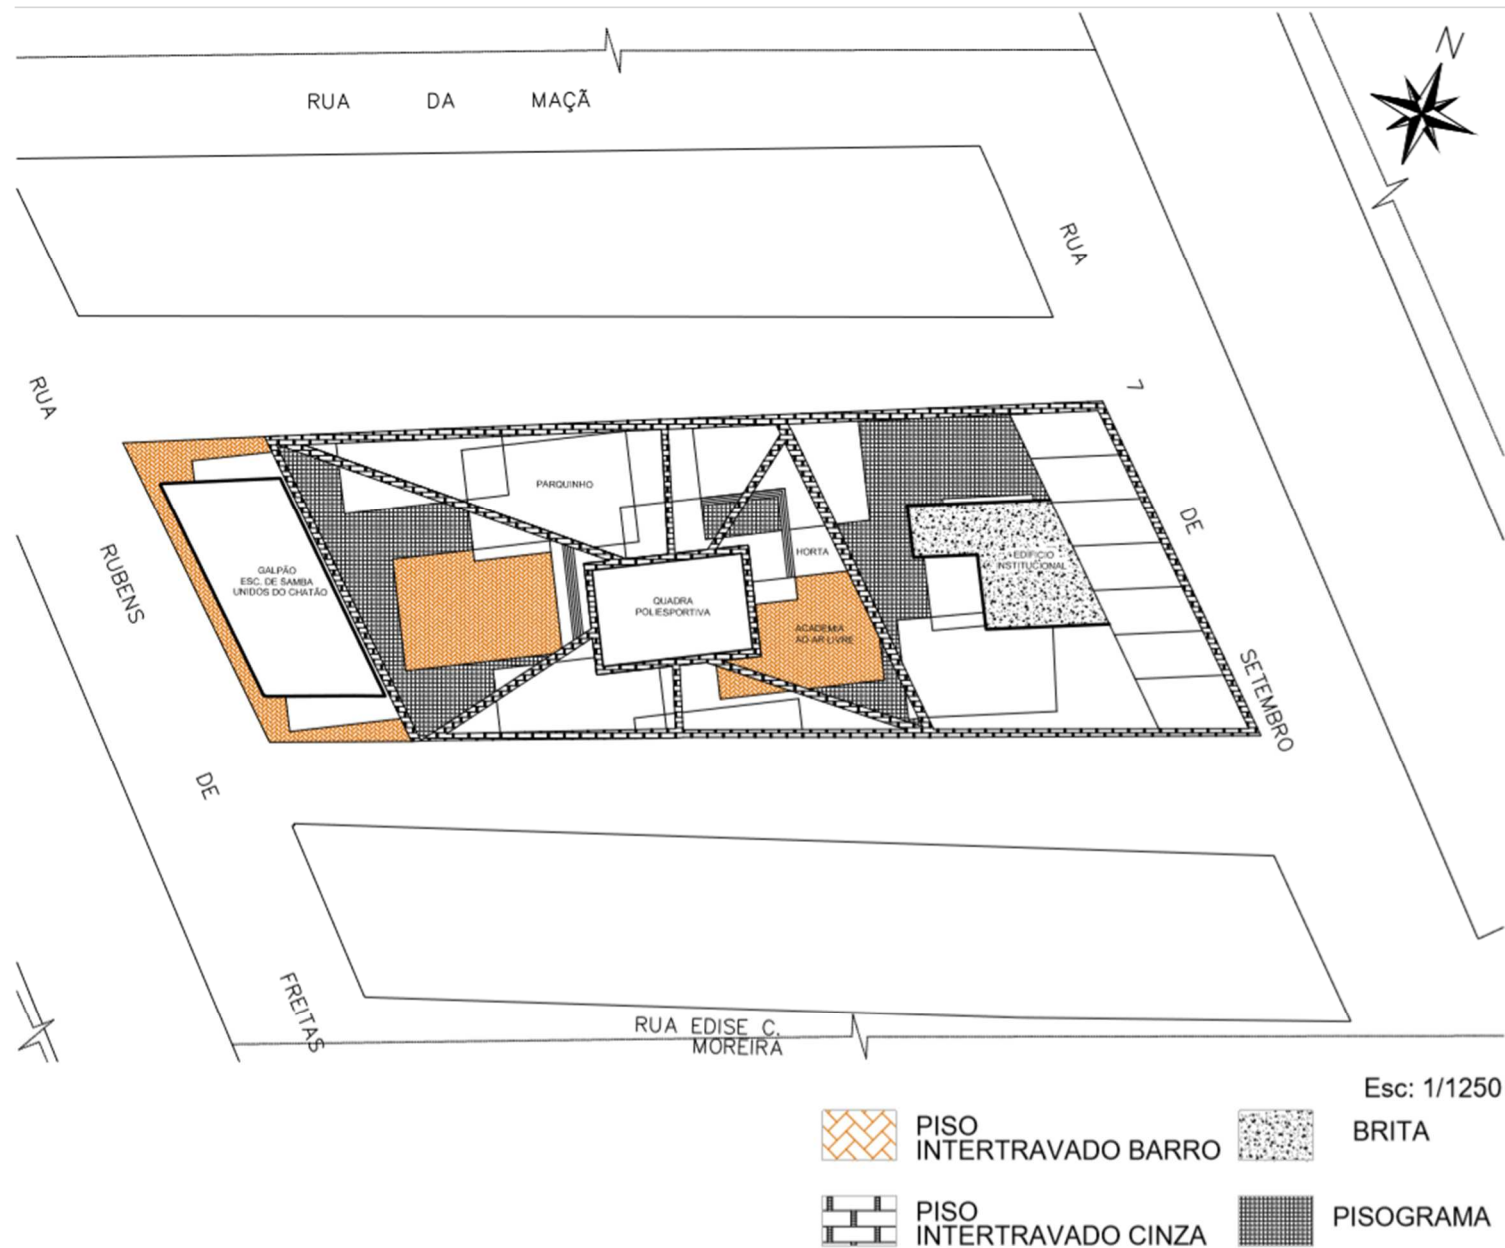 N
RUA DA MAÇÃ
RUA
RUA
7
PARQUINHO
DE
HORTA
EDIFICIO
INSTITUCIONAL
RUBENS
GALPÃO
ESC. DE SAMBA
UNIDOS DO CHATÃO
QUADRA
POLIESPORTIVA
ACADEMIA
AO AR LIVRE
SETEMBRO
DE
FREITAS
RUA EDISE C.
MOREIRA
Esc: 1/1250
PISO
INTERTRAVADO BARRO
BRITA
PISO
INTERTRAVADO CINZA
PISOGRAMA